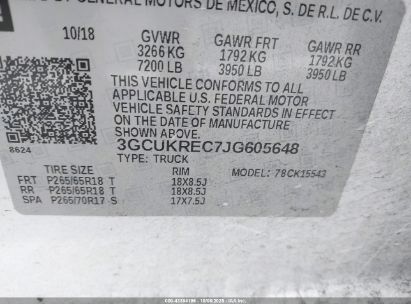 GENERAL MOTORS DE MEXICO, S. DE R.L. DE C.V.
10/18 GVWR GAWR FRT GAWR RR
3266 KG 1792 KG 1792 KG
7200 LB 3950 LB 3950 LB
THIS VEHICLE CONFORMS TO ALL
APPLICABLE U.S. FEDERAL MOTOR
VEHICLE SAFETY STANDARDS IN EFFECT
ON THE DATE OF MANUFACTURE
SHOWN ABOVE.
3GCUKREC7JG605648
8624 TYPE: TRUCK
TIRE SIZE RIM MODEL: 78CK15543
FRT P265/65R18 T 18X8.5J
RR P265/65R18 T 18X8.5J
SPA P265/70R17 S 17X7.5J